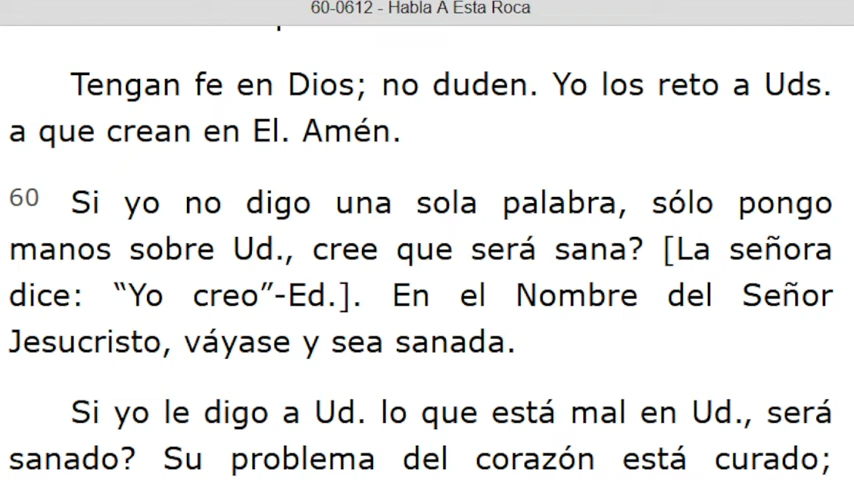 60-0612 - Habla A Esta Roca
Tengan fe en Dios; no duden. Yo los reto a Uds.
a que crean en El. Amén.
60 Si yo no digo una sola palabra, sólo pongo
manos sobre Ud., cree que será sana? [La señora
dice: “Yo creo”-Ed.]. En el Nombre del Señor
Jesucristo, váyase y sea sanada.
Si yo le digo a Ud. lo que está mal en Ud., será
sanado? Su problema del corazón está curado;